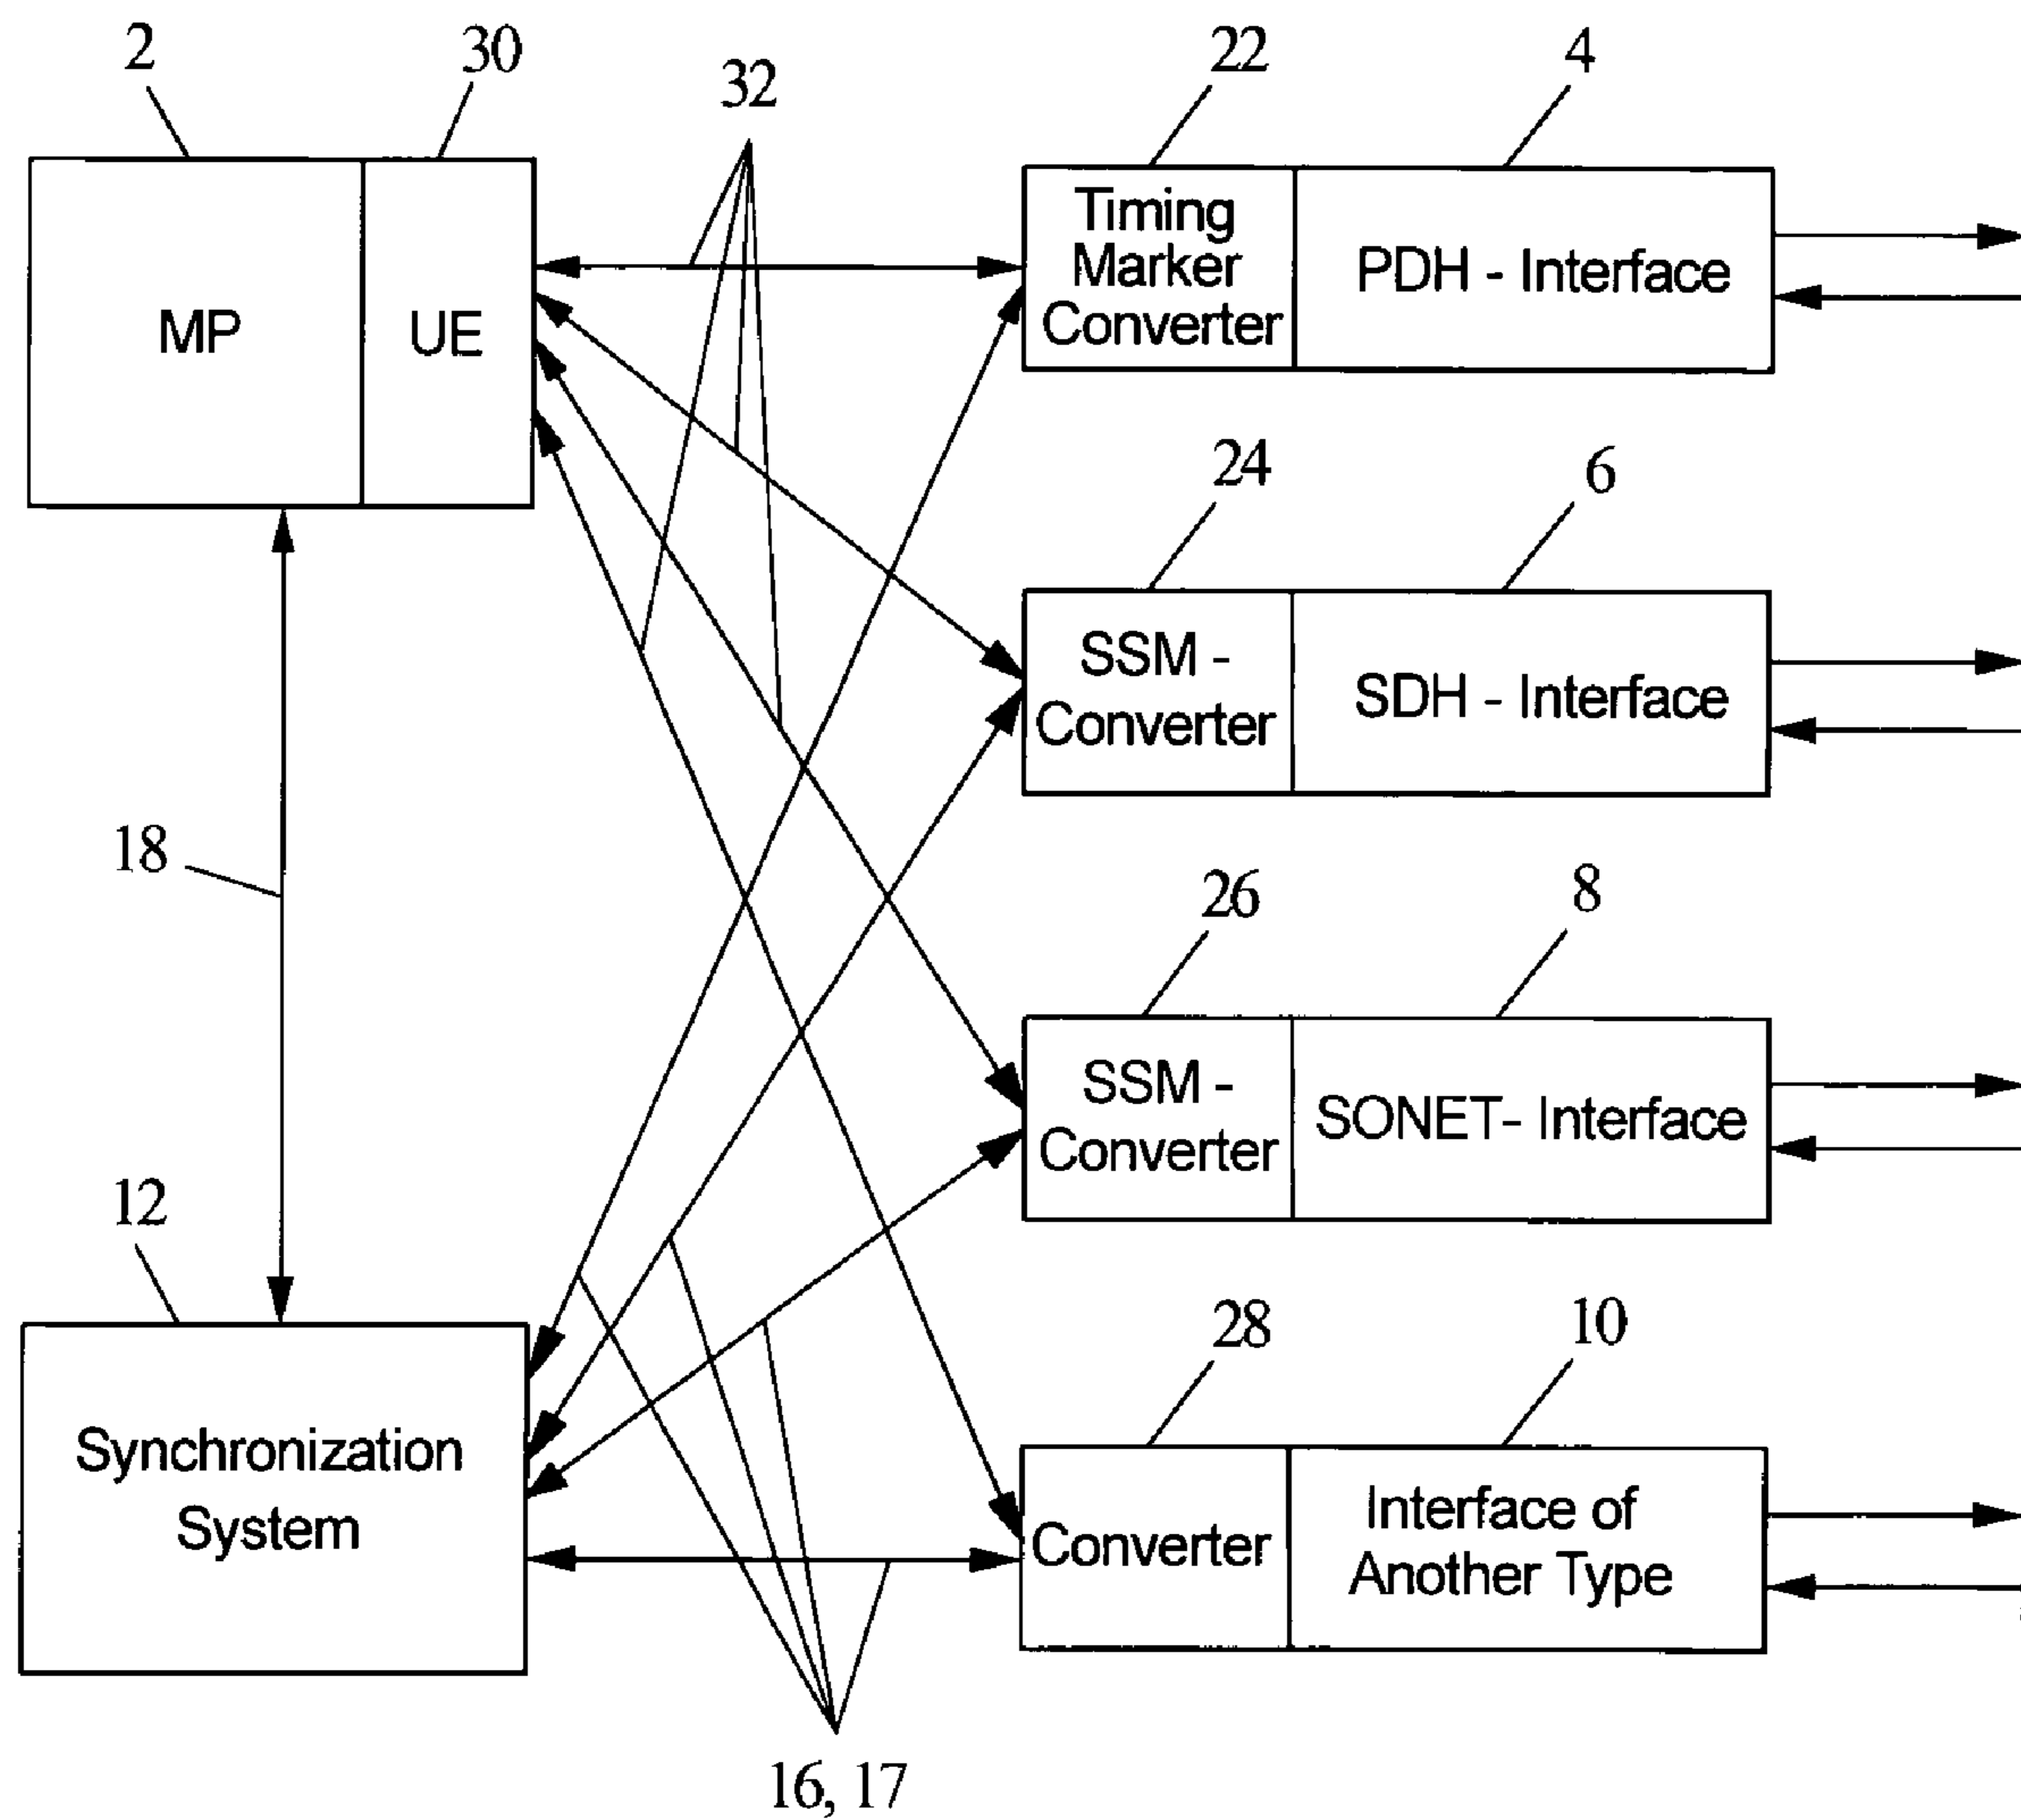 2
30
32
22
4
MP
UE
Timing
Marker
Converter
PDH - Interface
24
6
SSM -
Converter
SDH - Interface
18
26
8
SSM -
Converter
SONET- Interface
12
28
10
Synchronization
System
Converter
Interface of
Another Type
16, 17